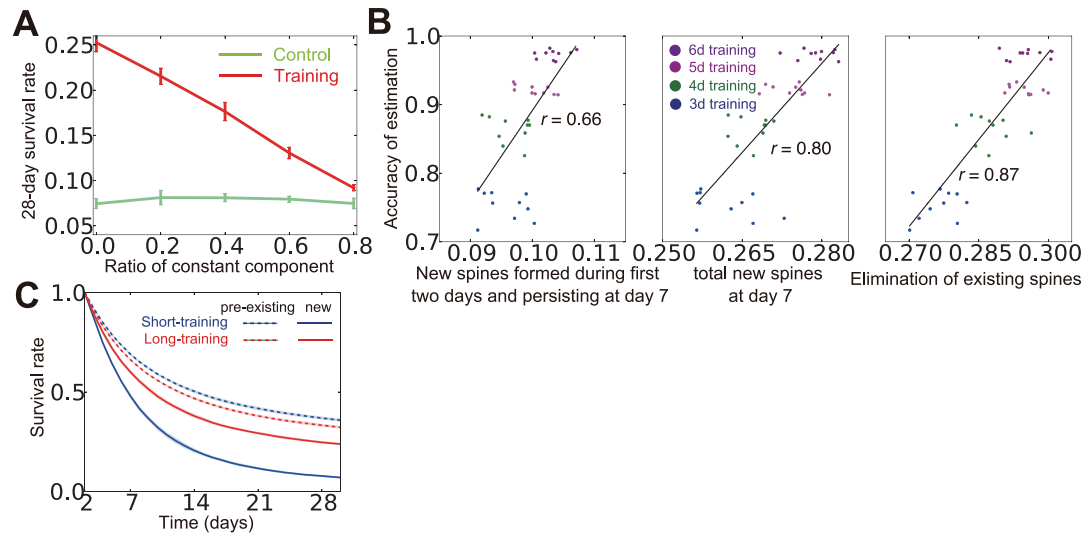 A
28-day survival rate
0.25
0.20
0.15
0.10
0.05
Control
Training
0.0 0.2 0.4 0.6 0.8
Ratio of constant component
B
Accuracy of estimation
1.0
0.9
0.8
0.7
r = 0.66
0.09 0.10 0.11
New spines formed during first
two days and persisting at day 7
6d training
5d training
4d training
3d training
r = 0.80
0.256 0.267 0.275 0.283
total new spines
at day 7
r = 0.87
0.270 0.285 0.300
Elimination of existing spines
C
Survival rate
1.0
0.5
0.0
pre-existing new
Short-training
Long-training
2 7 14 21 28
Time (days)